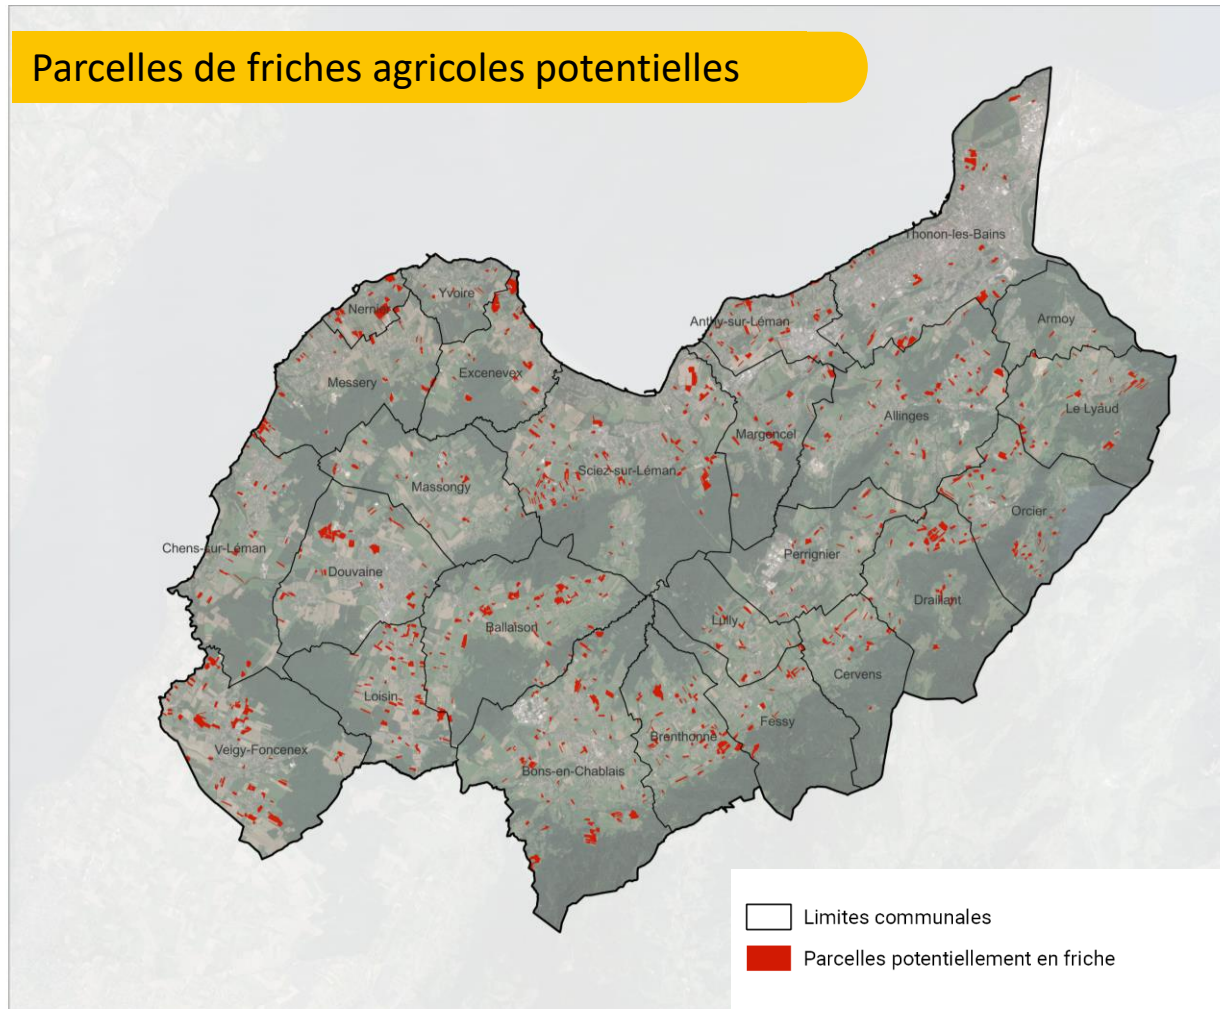 Parcelles de friches agricoles potentielles
Thonon-les-Bains
Yvoire
Nernier
Anthy-sur-Léman
Armoy
Messery
Excenevex
Le Lyaud
Allinges
Margencel
Sciez-sur-Léman
Massongy
Orcier
Chens-sur-Léman
Perrignier
Douvaine
Draillant
Lully
Ballaison
Cervens
Loisin
Fessy
Brenthonne
Veigy-Foncenex
Bons-en-Chablais
Limites communales
Parcelles potentiellement en friche